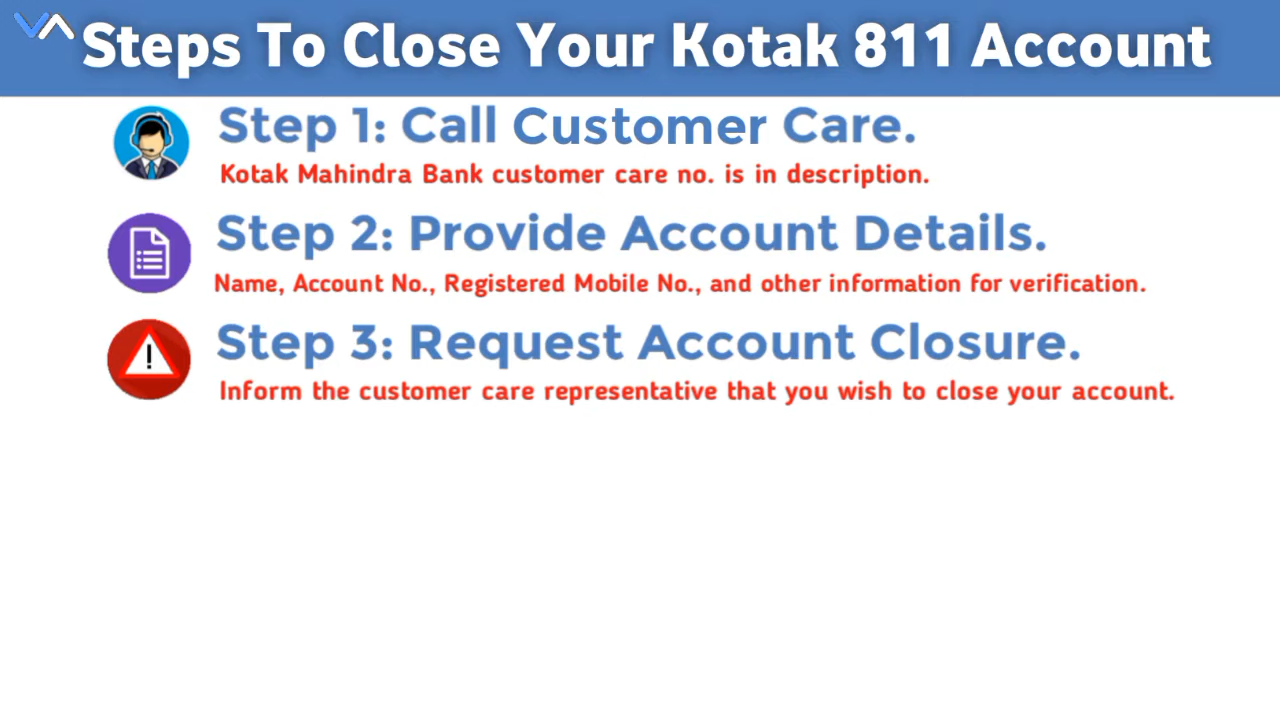 VA
Steps To Close Your Kotak 811 Account
Step 1: Call Customer Care.
Kotak Mahindra Bank customer care no. is in description.
Step 2: Provide Account Details.
Name, Account No., Registered Mobile No., and other information for verification.
Step 3: Request Account Closure.
Inform the customer care representative that you wish to close your account.